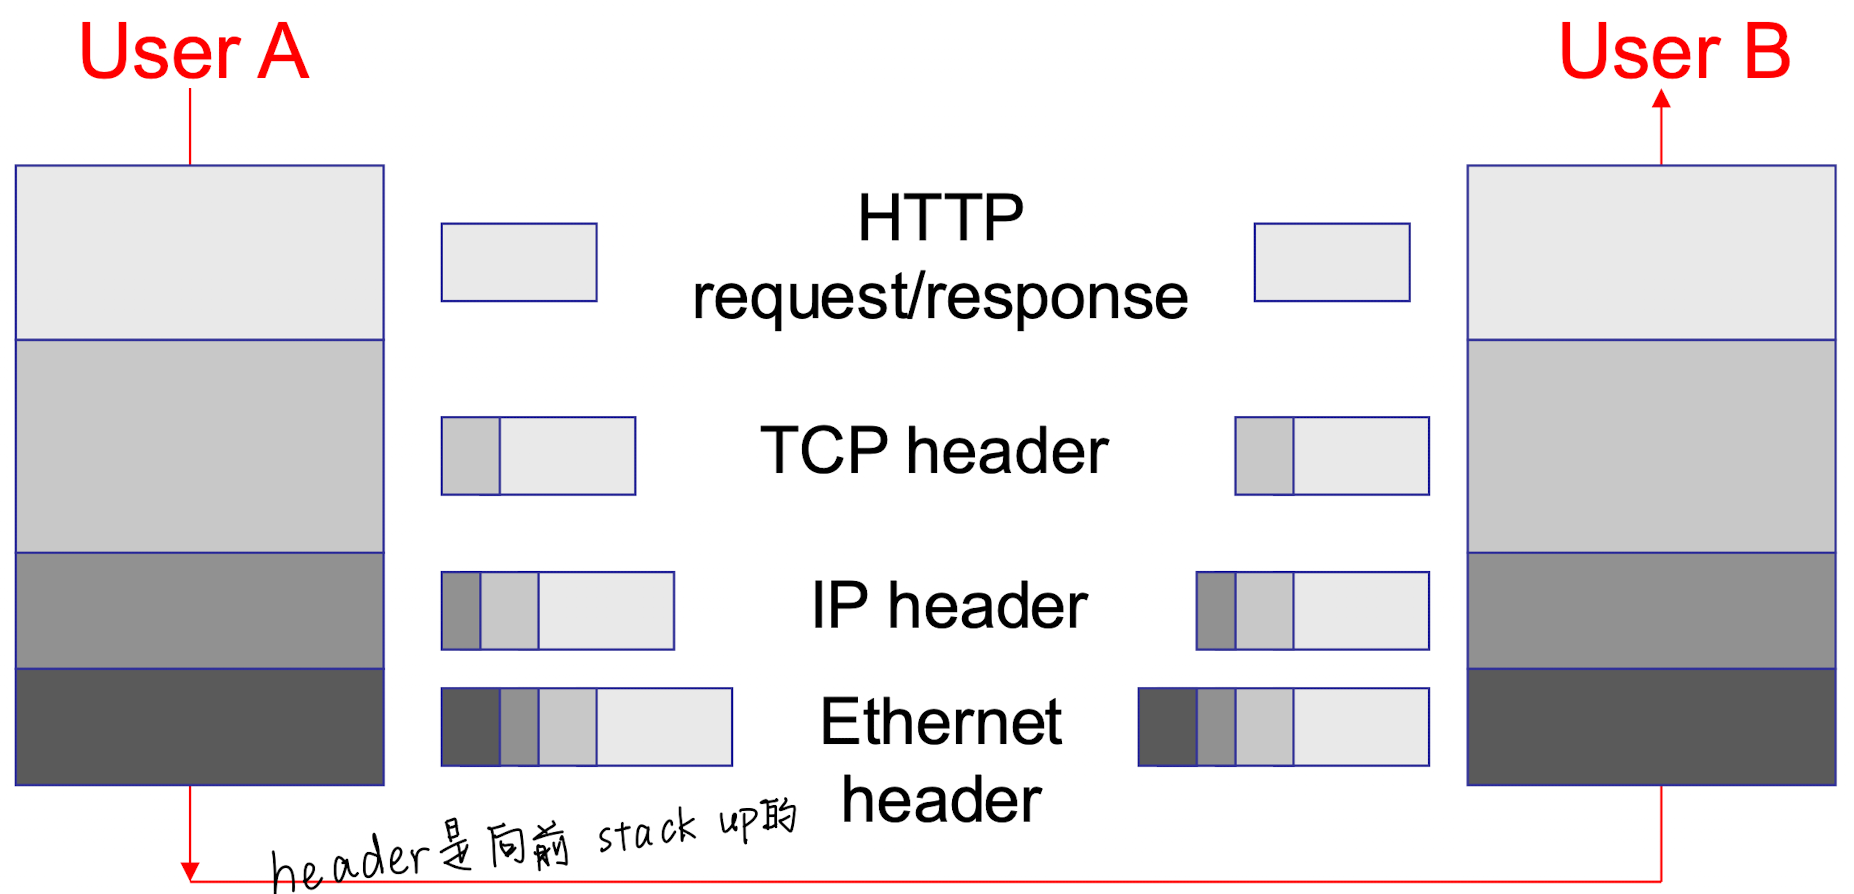 User A
User B
HTTP
request/response
TCP header
IP header
Ethernet
header
header是向前 stack up的